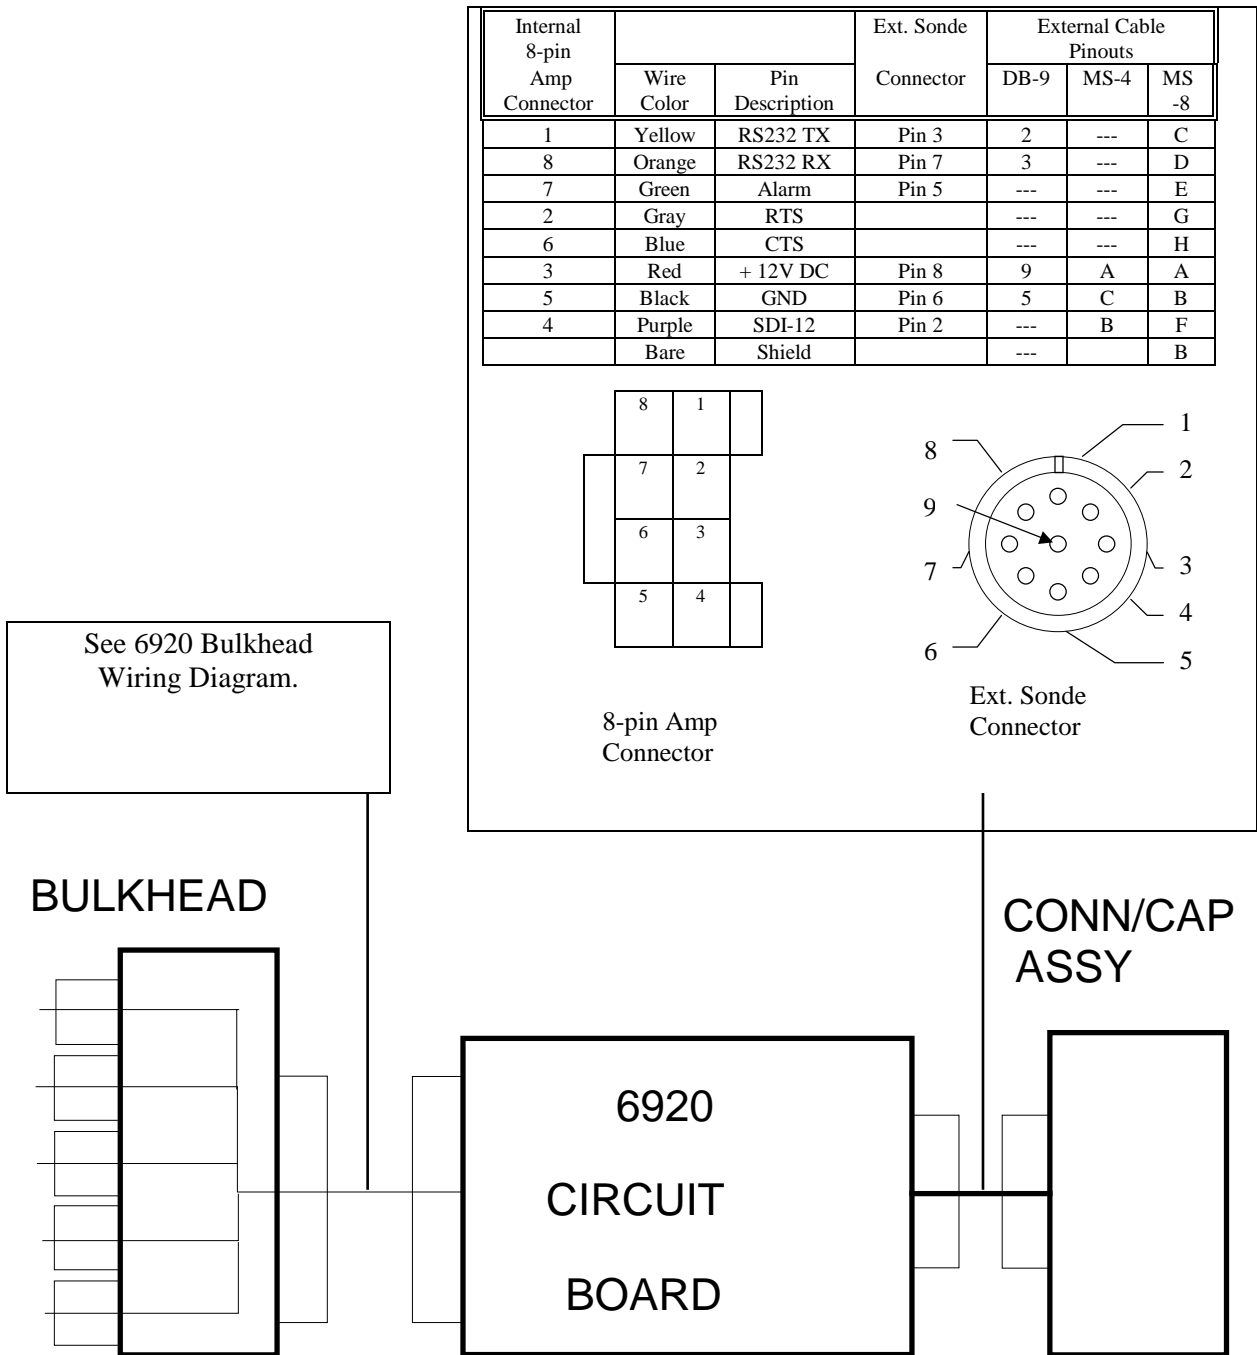 Internal 8-pin Amp Connector | Wire Color | Pin Description | Ext. Sonde Connector | External Cable Pinouts
DB-9 | MS-4 | MS -8
1 | Yellow | RS232 TX | Pin 3 | 2 | --- | C
8 | Orange | RS232 RX | Pin 7 | 3 | --- | D
7 | Green | Alarm | Pin 5 | --- | --- | E
2 | Gray | RTS | | --- | --- | G
6 | Blue | CTS | | --- | --- | H
3 | Red | + 12V DC | Pin 8 | 9 | A | A
5 | Black | GND | Pin 6 | 5 | C | B
4 | Purple | SDI-12 | Pin 2 | --- | B | F
| Bare | Shield | | --- | | B
8 1
7 2
6 3
5 4
8-pin Amp
Connector
1
2
3
4
5
6
7
8
9
Ext. Sonde
Connector
See 6920 Bulkhead
Wiring Diagram.
BULKHEAD
CONN/CAP
ASSY
6920
CIRCUIT
BOARD